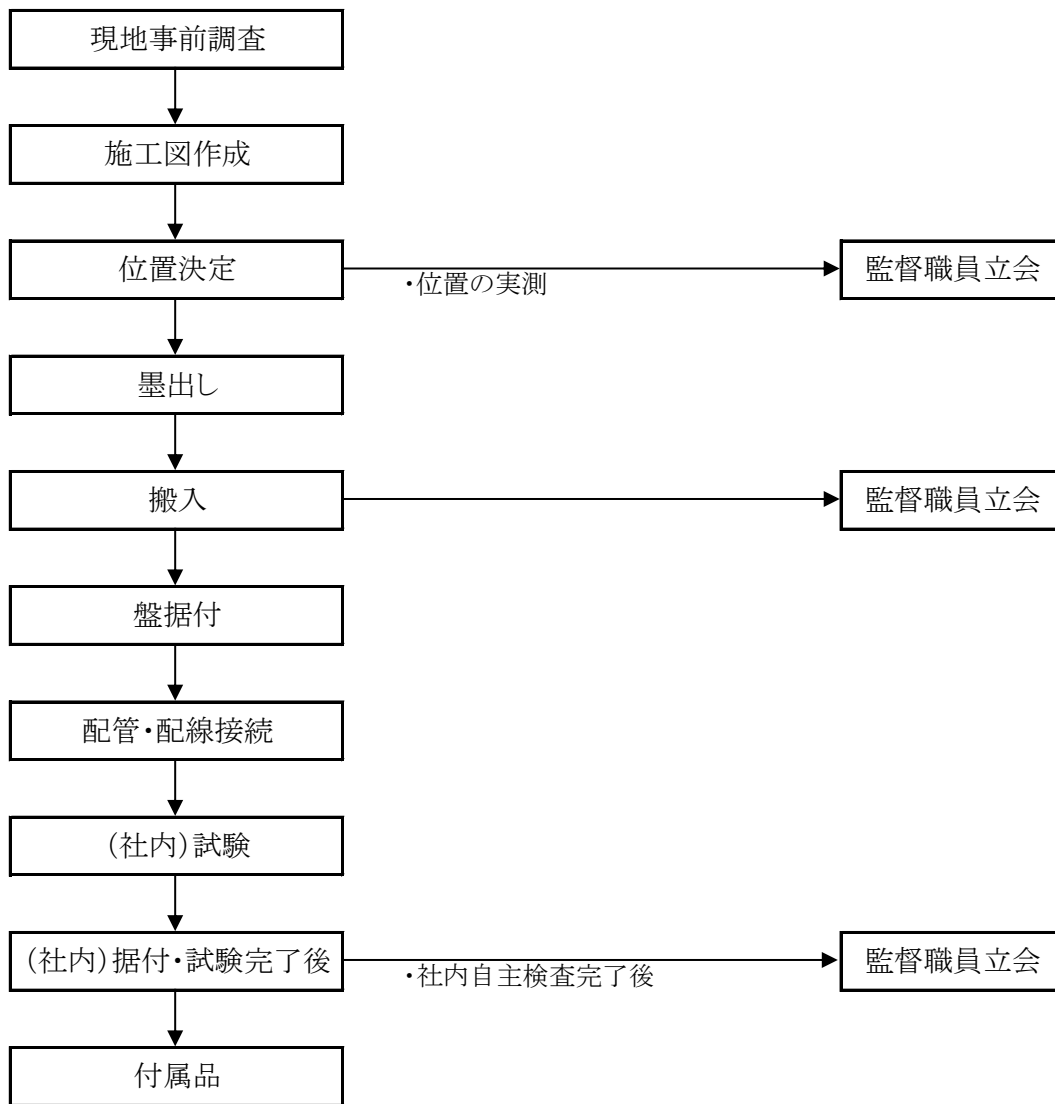 現地事前調査
施工図作成
位置決定
・位置の実測
監督職員立会
墨出し
搬入
監督職員立会
盤据付
配管・配線接続
(社内)試験
(社内)据付・試験完了後
・社内自主検査完了後
監督職員立会
付属品